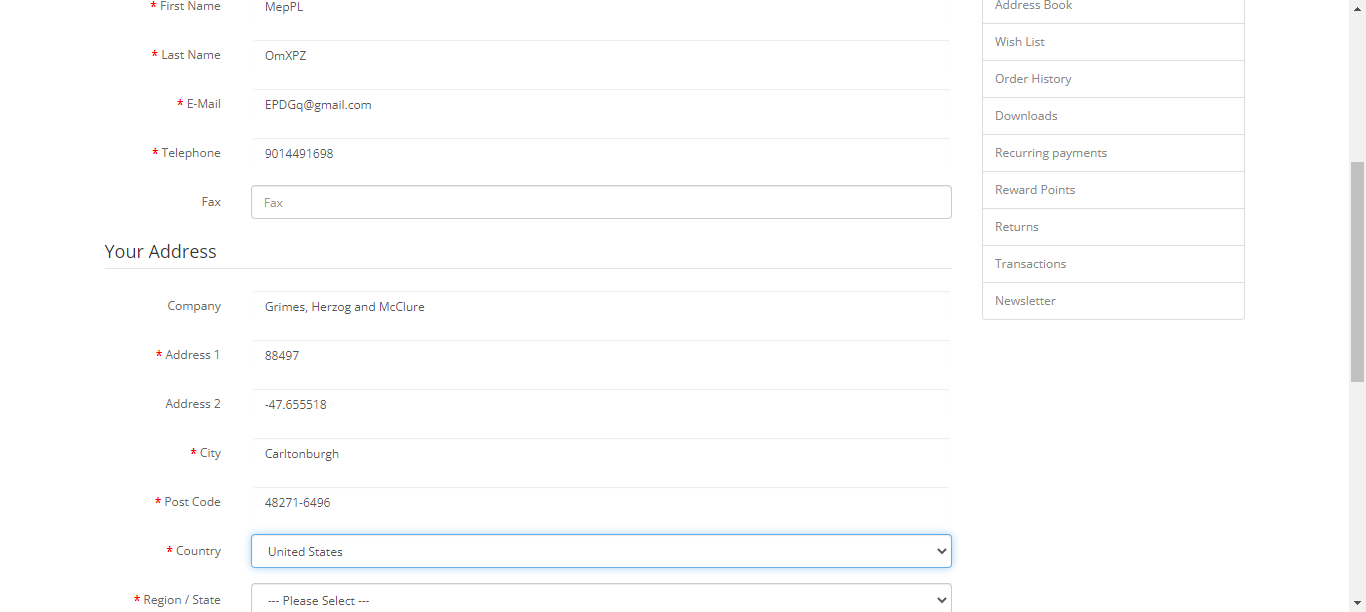 * First Name MepPL
* Last Name OmXPZ
* E-Mail EPDGq@gmail.com
* Telephone 9014491698
Fax Fax
Your Address
Company Grimes, Herzog and McClure
* Address 1 88497
Address 2 -47.655518
* City Carltonburgh
* Post Code 48271-6496
* Country United States
* Region / State --- Please Select ---
Address Book
Wish List
Order History
Downloads
Recurring payments
Reward Points
Returns
Transactions
Newsletter